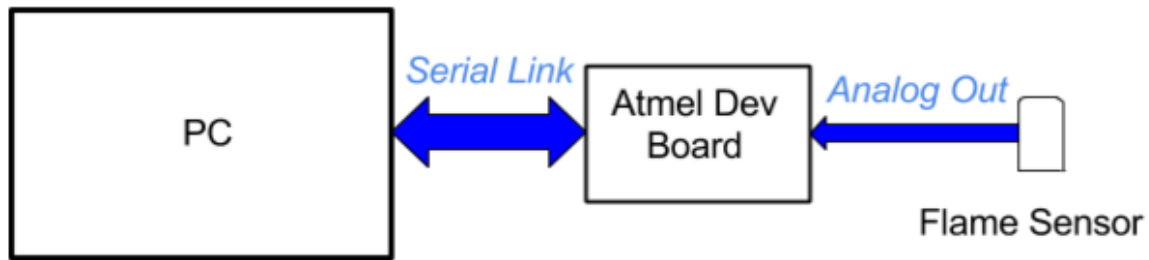 PC
Serial Link
Atmel Dev
Board
Analog Out
Flame Sensor